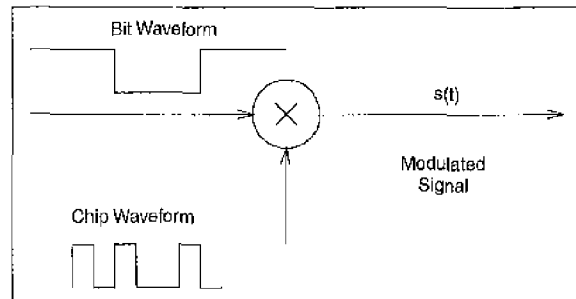 Bit Waveform
s(t)
Modulated
Signal
Chip Waveform